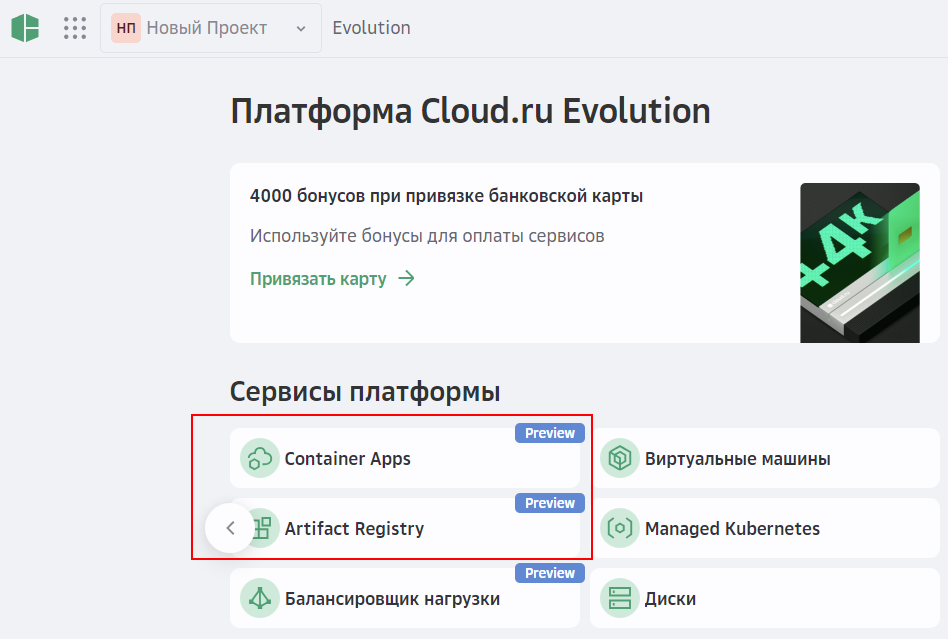 НП Новый Проект Evolution
Платформа Cloud.ru Evolution
4000 бонусов при привязке банковской карты
Используйте бонусы для оплаты сервисов
Привязать карту →
+4к
Сервисы платформы
Preview
Container Apps
Виртуальные машины
Preview
Artifact Registry
Managed Kubernetes
Preview
Балансировщик нагрузки
Диски